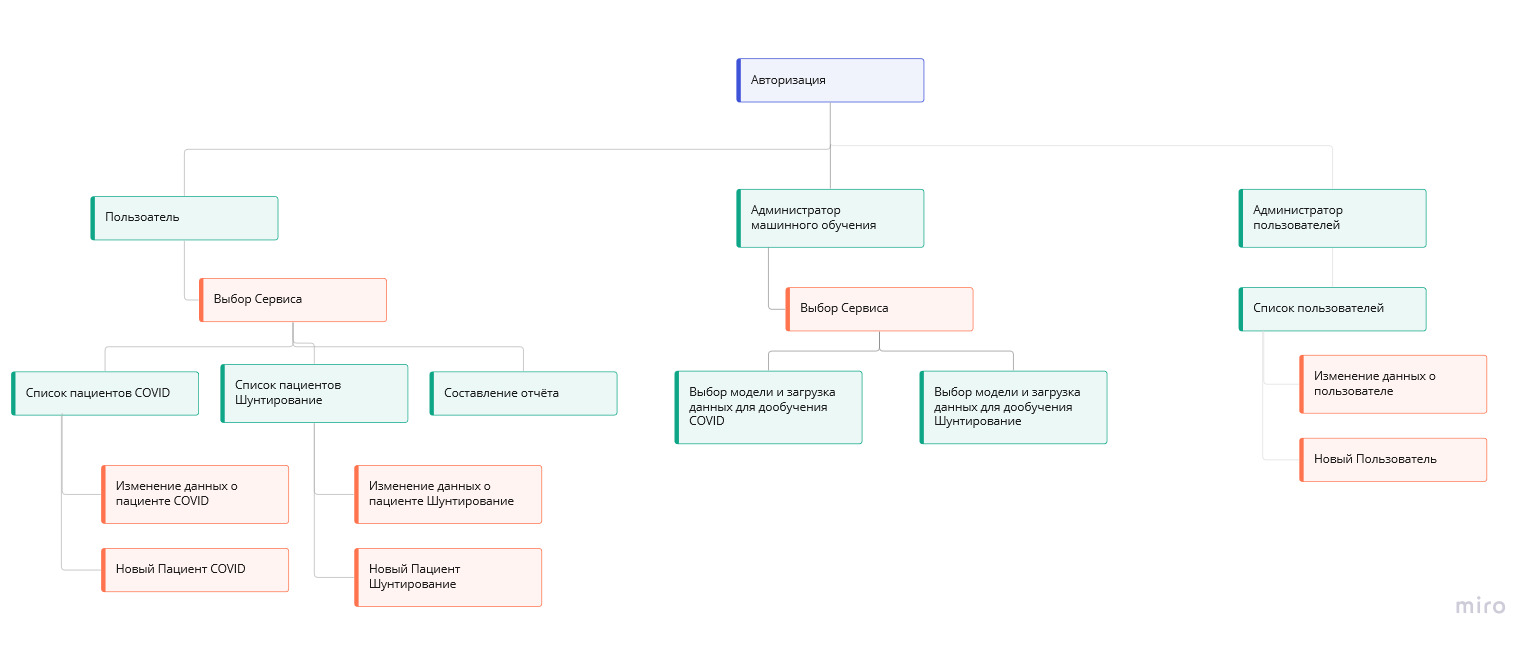 Авторизация
Пользоатель
Администратор
машинного обучения
Администратор
пользователей
Выбор Сервиса
Выбор Сервиса
Список пользователей
Список пациентов COVID
Список пациентов
Шунтирование
Составление отчёта
Выбор модели и загрузка
данных для дообучения
COVID
Выбор модели и загрузка
данных для дообучения
Шунтирование
Изменение данных о
пользователе
Новый Пользователь
Изменение данных о
пациенте COVID
Изменение данных о
пациенте Шунтирование
Новый Пациент COVID
Новый Пациент
Шунтирование
miro